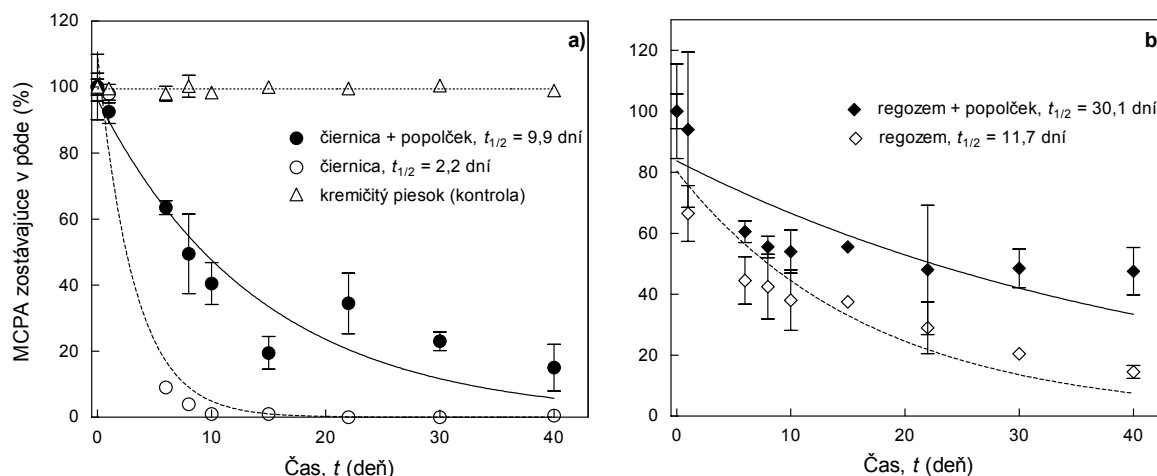 MCPA zostávajúce v pôde (%)
120
100
80
60
40
20
0
a)
čiernica + popolček, t1/2 = 9,9 dní
čiernica, t1/2 = 2,2 dní
kremičitý piesok (kontrola)
0 10 20 30 40
Čas, t (deň)
b)
120
100
80
60
40
20
0
regozem + popolček, t1/2 = 30,1 dní
regozem, t1/2 = 11,7 dní
0 10 20 30 40
Čas, t (deň)